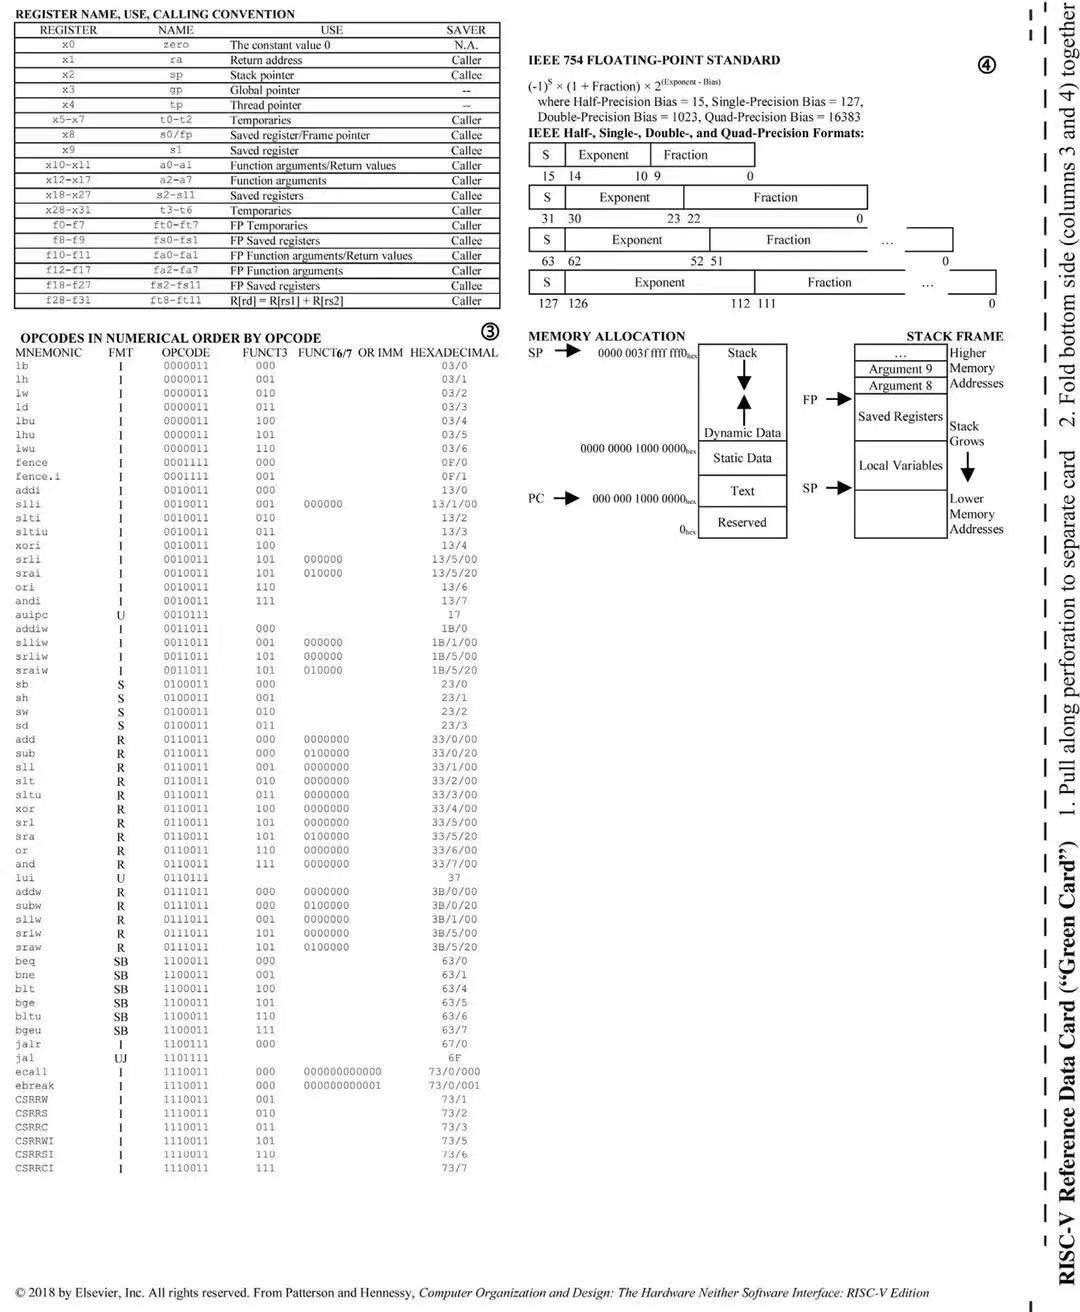 REGISTER NAME, USE, CALLING CONVENTION
REGISTER NAME USE SAVER
x0 zero The constant value 0 N.A.
x1 ra Return address Caller
x2 sp Stack pointer Callee
x3 gp Global pointer --
x4 tp Thread pointer --
x5-x7 t0-t2 Temporaries Caller
x8 s0/fp Saved register/Frame pointer Callee
x9 s1 Saved register Callee
x10-x11 a0-a1 Function arguments/Return values Caller
x12-x17 a2-a7 Function arguments Caller
x18-x27 s2-s11 Saved registers Callee
x28-x31 t3-t6 Temporaries Caller
f0-f7 ft0-ft7 FP Temporaries Caller
f8-f9 fs0-fs1 FP Saved registers Callee
f10-f11 fa0-fa1 FP Function arguments/Return values Caller
f12-f17 fa2-fa7 FP Function arguments Caller
f18-f27 fs2-fs11 FP Saved registers Callee
f28-f31 ft8-ft11 R[rd] = R[rs1] + R[rs2] Caller
OPCODES IN NUMERICAL ORDER BY OPCODE ③
MNEMONIC FMT OPCODE FUNCT3 FUNCT6/7 OR IMM HEXADECIMAL
lb I 0000011 000 03/0
lh I 0000011 001 03/1
lw I 0000011 010 03/2
ld I 0000011 011 03/3
lbu I 0000011 100 03/4
lhu I 0000011 101 03/5
lwu I 0000011 110 03/6
fence I 0001111 000 0F/0
fence.i I 0001111 001 0F/1
addi I 0010011 000 13/0
slli I 0010011 001 000000 13/1/00
slti I 0010011 010 13/2
sltiu I 0010011 011 13/3
xori I 0010011 100 13/4
srli I 0010011 101 000000 13/5/00
srai I 0010011 101 010000 13/5/20
ori I 0010011 110 13/6
andi I 0010011 111 13/7
auipc U 0010111 17
addiw I 0011011 000 1B/0
slliw I 0011011 001 000000 1B/1/00
srliw I 0011011 101 000000 1B/5/00
sraiw I 0011011 101 010000 1B/5/20
sb S 0100011 000 23/0
sh S 0100011 001 23/1
sw S 0100011 010 23/2
sd S 0100011 011 23/3
add R 0110011 000 0000000 33/0/00
sub R 0110011 000 0100000 33/0/20
sll R 0110011 001 0000000 33/1/00
slt R 0110011 010 0000000 33/2/00
sltu R 0110011 011 0000000 33/3/00
xor R 0110011 100 0000000 33/4/00
srl R 0110011 101 0000000 33/5/00
sra R 0110011 101 0100000 33/5/20
or R 0110011 110 0000000 33/6/00
and R 0110011 111 0000000 33/7/00
lui U 0110111 37
addw R 0111011 000 0000000 3B/0/00
subw R 0111011 000 0100000 3B/0/20
sllw R 0111011 001 0000000 3B/1/00
srlw R 0111011 101 0000000 3B/5/00
sraw R 0111011 101 0100000 3B/5/20
beq SB 1100011 000 63/0
bne SB 1100011 001 63/1
blt SB 1100011 100 63/4
bge SB 1100011 101 63/5
bltu SB 1100011 110 63/6
bgeu SB 1100011 111 63/7
jalr I 1100111 000 67/0
jal UJ 1101111 6F
ecall I 1110011 000 000000000000 73/0/000
ebreak I 1110011 000 000000000001 73/0/001
CSRRW I 1110011 001 73/1
CSRRS I 1110011 010 73/2
CSRRC I 1110011 011 73/3
CSRRWI I 1110011 101 73/5
CSRRSI I 1110011 110 73/6
CSRRCI I 1110011 111 73/7
IEEE 754 FLOATING-POINT STANDARD ④
(-1)^S × (1 + Fraction) × 2^(Exponent - Bias)
where Half-Precision Bias = 15, Single-Precision Bias = 127,
Double-Precision Bias = 1023, Quad-Precision Bias = 16383
IEEE Half-, Single-, Double-, and Quad-Precision Formats:
S Exponent Fraction
15 14 10 9 0
S Exponent Fraction
31 30 23 22 0
S Exponent Fraction ...
63 62 52 51 0
S Exponent Fraction ...
127 126 112 111 0
MEMORY ALLOCATION
SP 0000 003f ffff fff0hex Stack
Dynamic Data
0000 0000 1000 0000hex
Static Data
PC 000 000 1000 0000hex Text
Reserved
0hex
STACK FRAME
...
Argument 9
Argument 8
FP
Saved Registers
Local Variables
SP
Higher
Memory
Addresses
Stack
Grows
Lower
Memory
Addresses
RISC-V Reference Data Card (“Green Card”) 1. Pull along perforation to separate card 2. Fold bottom side (columns 3 and 4) together
© 2018 by Elsevier, Inc. All rights reserved. From Patterson and Hennessy, Computer Organization and Design: The Hardware Neither Software Interface: RISC-V Edition